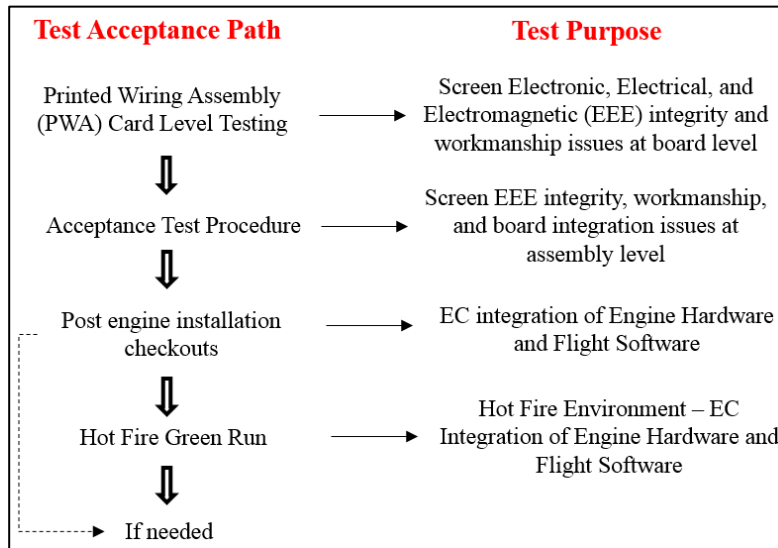 Test Acceptance Path
Test Purpose
Printed Wiring Assembly
(PWA) Card Level Testing
Screen Electronic, Electrical, and
Electromagnetic (EEE) integrity and
workmanship issues at board level
Acceptance Test Procedure
Screen EEE integrity, workmanship,
and board integration issues at
assembly level
Post engine installation
checkouts
EC integration of Engine Hardware
and Flight Software
Hot Fire Green Run
Hot Fire Environment – EC
Integration of Engine Hardware and
Flight Software
If needed